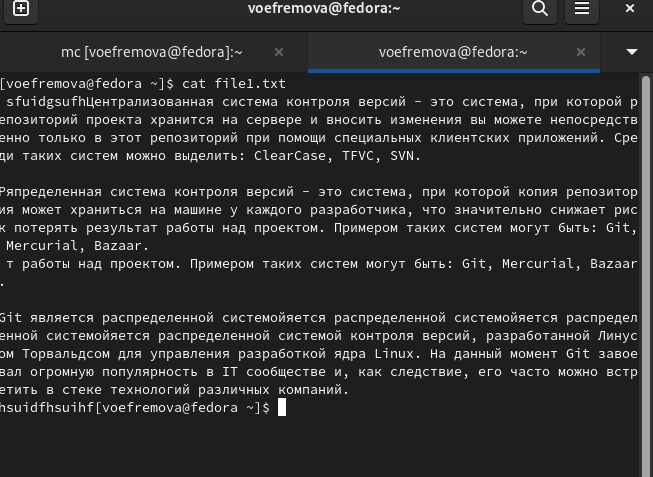 voefremova@fedora:~
mc [voefremova@fedora]:~
voefremova@fedora:~
[voefremova@fedora ~]$ cat file1.txt
sfuidgsufhЦентрализованная система контроля версий – это система, при которой р
епозиторий проекта хранится на сервере и вносить изменения вы можете непосредств
енно только в этот репозиторий при помощи специальных клиентских приложений. Сре
ди таких систем можно выделить: ClearCase, TFVC, SVN.
Ряпределенная система контроля версий – это система, при которой копия репозитор
ия может храниться на машине у каждого разработчика, что значительно снижает рис
к потерять результат работы над проектом. Примером таких систем могут быть: Git,
Mercurial, Bazaar.
т работы над проектом. Примером таких систем могут быть: Git, Mercurial, Bazaar
.
Git является распределенной системойяется распределенной системойяется распредел
енной системойяется распределенной системой контроля версий, разработанной Линус
ом Торвальдсом для управления разработкой ядра Linux. На данный момент Git завое
вал огромную популярность в IT сообществе и, как следствие, его часто можно встр
етить в стеке технологий различных компаний.
hsuidfhsuihf[voefremova@fedora ~]$